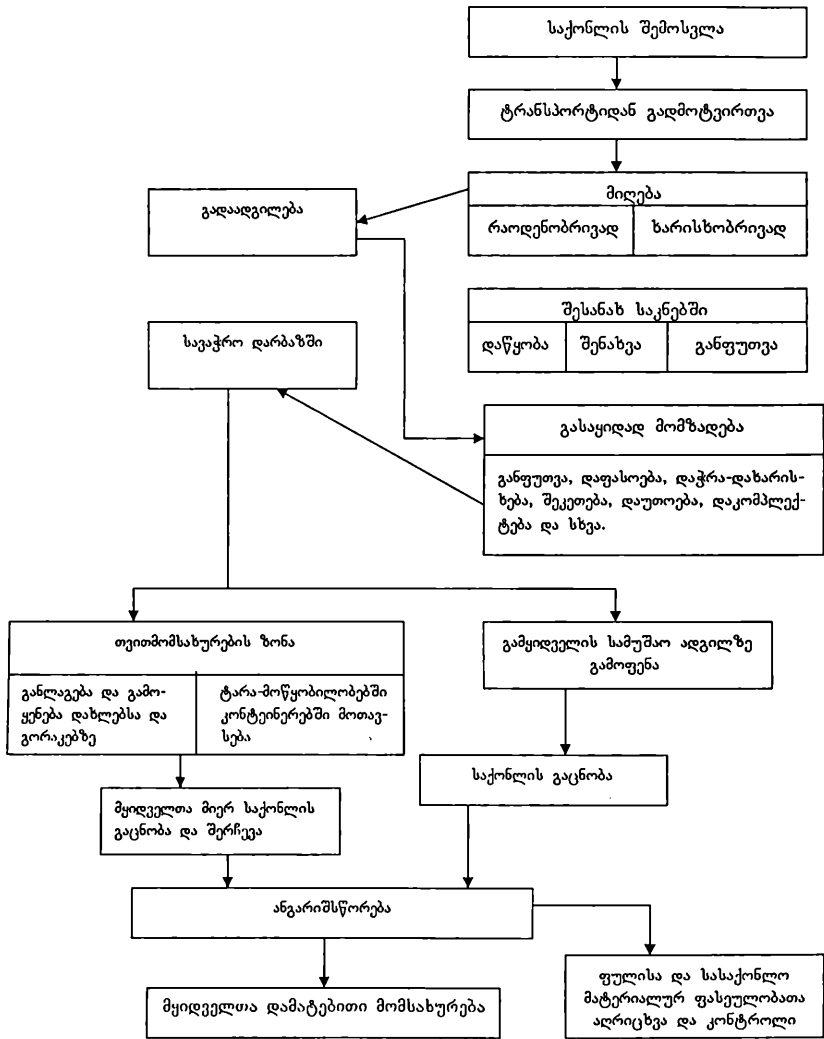 საქონლის შემოსვლა
ტრანსპორტიდან გადმოტვირთვა
მიღება
რაოდენობრივად
ხარისხობრივად
გადაადგილება
შესანახ საკნებში
დაწყობა
შენახვა
განფუთვა
სავაჭრო დარბაზში
გასაყიდად მომზადება
განფუთვა, დაფასოება, დაჭრა-დახარის-
ხება, შეკეთება, დაუთოება, დაკომპლექ-
ტება და სხვა.
თვითმომსახურების ზონა
განლაგება და გამო-
ყენება დახლებსა და
გორაკებზე
ტარა-მოწყობილობებში
კონტეინერებში მოთავ-
სება
გამყიდველის სამუშაო ადგილზე
გამოფენა
საქონლის გაცნობა
მყიდველთა მიერ საქონლის
გაცნობა და შერჩევა
ანგარიშსწორება
მყიდველთა დამატებითი მომსახურება
ფულისა და სასაქონლო
მატერიალურ ფასეულობათა
აღრიცხვა და კონტროლი